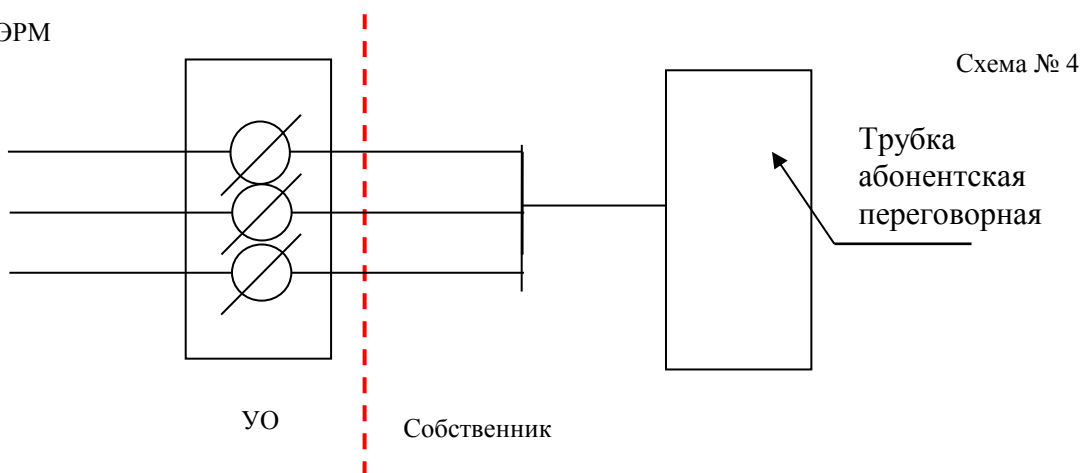 ЭРМ
Схема № 4
Трубка
абонентская
переговорная
УО
Собственник